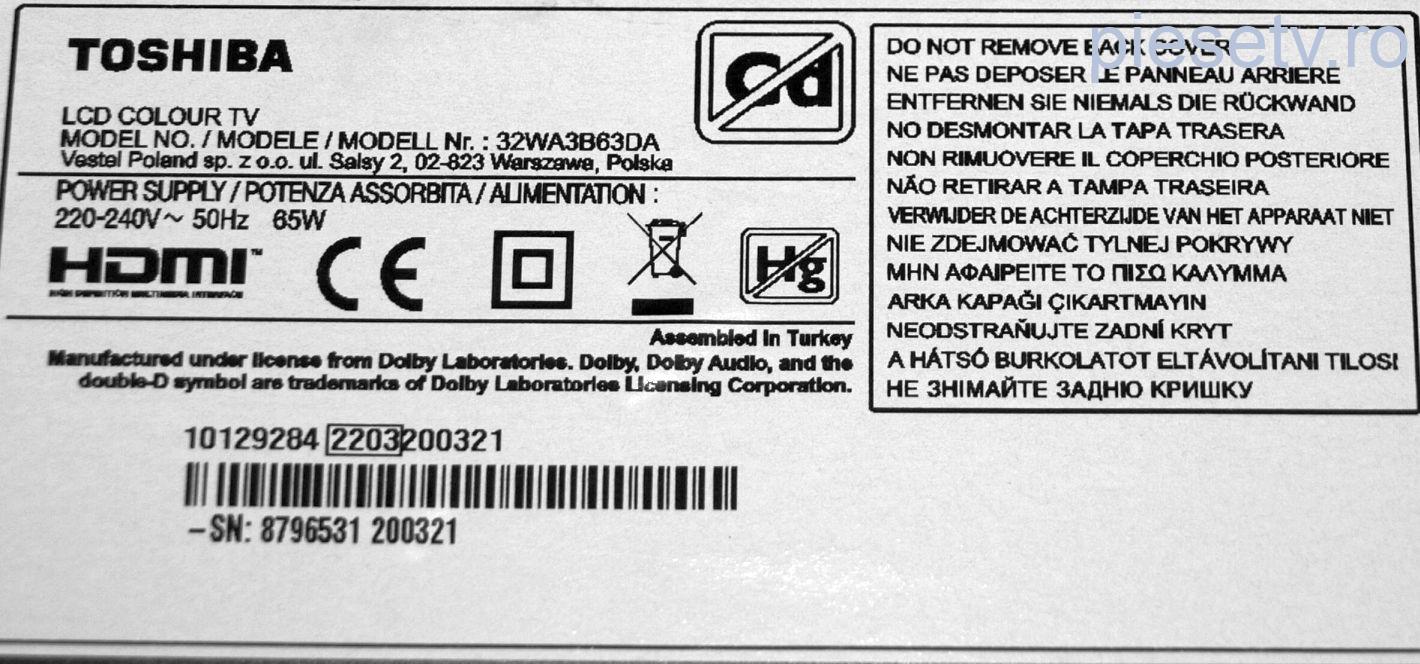 TOSHIBA
LCD COLOUR TV
MODEL NO. / MODELE / MODELL Nr. : 32WA3B63DA
Vestel Poland sp. z o.o. ul. Salsy 2, 02-823 Warszawa, Polska
POWER SUPPLY / POTENZA ASSORBITA / ALIMENTATION :
220-240V~ 50Hz 65W
HDMI™
HIGH DEFINITION MULTIMEDIA INTERFACE
CE
Cd
Hg
Assembled in Turkey
Manufactured under license from Dolby Laboratories. Dolby, Dolby Audio, and the
double-D symbol are trademarks of Dolby Laboratories Licensing Corporation.
10129284 2203200321
–SN: 8796531 200321
piesetv.ro
DO NOT REMOVE BACK COVER
NE PAS DEPOSER LE PANNEAU ARRIERE
ENTFERNEN SIE NIEMALS DIE RÜCKWAND
NO DESMONTAR LA TAPA TRASERA
NON RIMUOVERE IL COPERCHIO POSTERIORE
NÃO RETIRAR A TAMPA TRASEIRA
VERWIJDER DE ACHTERZIJDE VAN HET APPARAAT NIET
NIE ZDEJMOWAĆ TYLNEJ POKRYWY
ΜΗΝ ΑΦΑΙΡΕΙΤΕ ΤΟ ΠΙΣΩ ΚΑΛΥΜΜΑ
ARKA KAPAĞI ÇIKARTMAYIN
NEODSTRAŇUJTE ZADNÍ KRYT
A HÁTSÓ BURKOLATOT ELTÁVOLÍTANI TILOS!
НЕ ЗНІМАЙТЕ ЗАДНЮ КРИШКУ